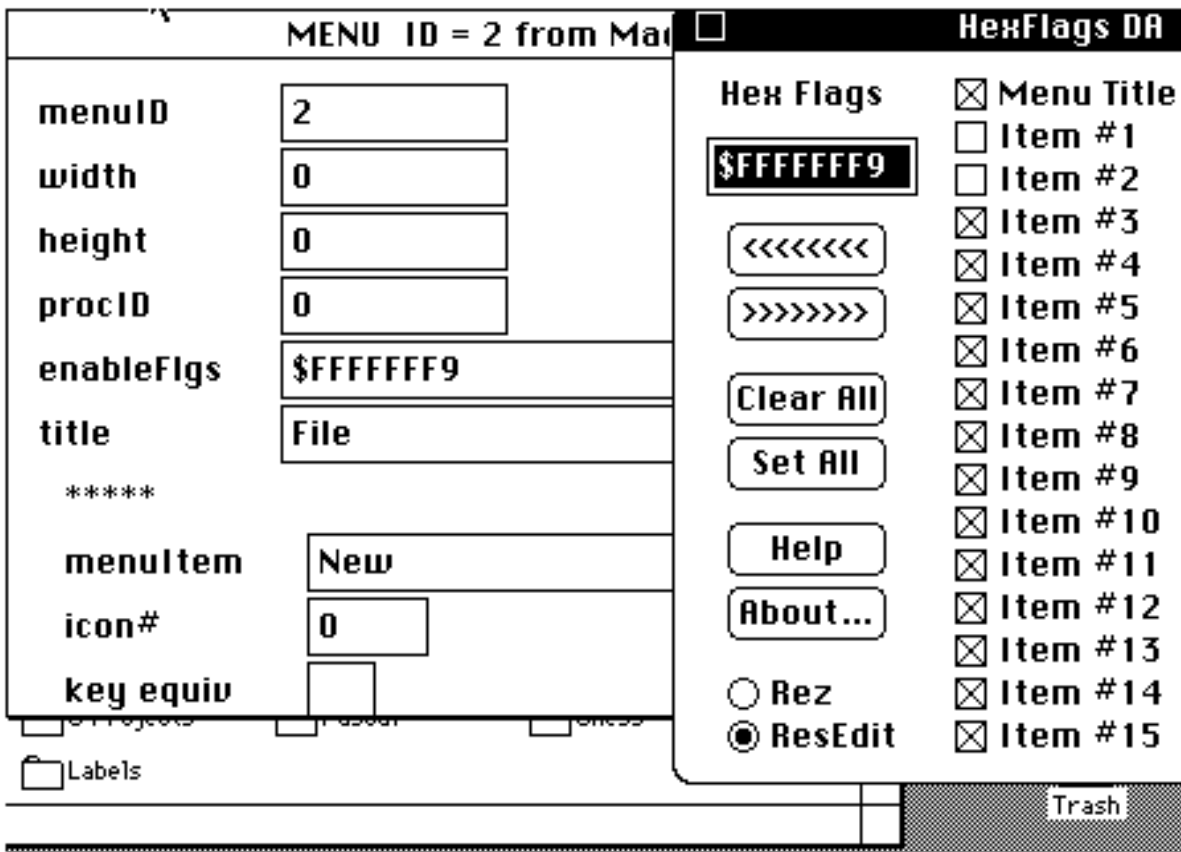 MENU ID = 2 from Mac
menuID 2
width 0
height 0
procID 0
enableFlgs $FFFFFFF9
title File
*****
menuItem New
icon# 0
key equiv
Labels
HexFlags DA
Hex Flags
$FFFFFFF9
<<<<<<<<
>>>>>>>>
Clear All
Set All
Help
About...
Rez
ResEdit
Menu Title
Item #1
Item #2
Item #3
Item #4
Item #5
Item #6
Item #7
Item #8
Item #9
Item #10
Item #11
Item #12
Item #13
Item #14
Item #15
Trash